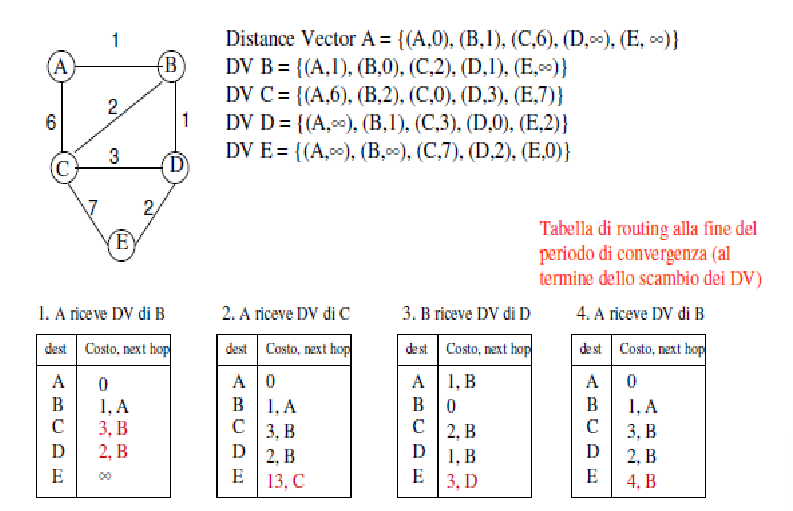 1
A
B
Distance Vector A = {(A,0), (B,1), (C,6), (D,∞), (E, ∞)}
DV B = {(A,1), (B,0), (C,2), (D,1), (E,∞)}
DV C = {(A,6), (B,2), (C,0), (D,3), (E,7)}
DV D = {(A,∞), (B,1), (C,3), (D,0), (E,2)}
DV E = {(A,∞), (B,∞), (C,7), (D,2), (E,0)}
2
6
1
3
C
D
7
2
E
Tabella di routing alla fine del
periodo di convergenza (al
termine dello scambio dei DV)
1. A riceve DV di B
dest Costo, next hop
A 0
B 1, A
C 3, B
D 2, B
E ∞
2. A riceve DV di C
dest Costo, next hop
A 0
B 1, A
C 3, B
D 2, B
E 13, C
3. B riceve DV di D
dest Costo, next hop
A 1, B
B 0
C 2, B
D 1, B
E 3, D
4. A riceve DV di B
dest Costo, next hop
A 0
B 1, A
C 3, B
D 2, B
E 4, B